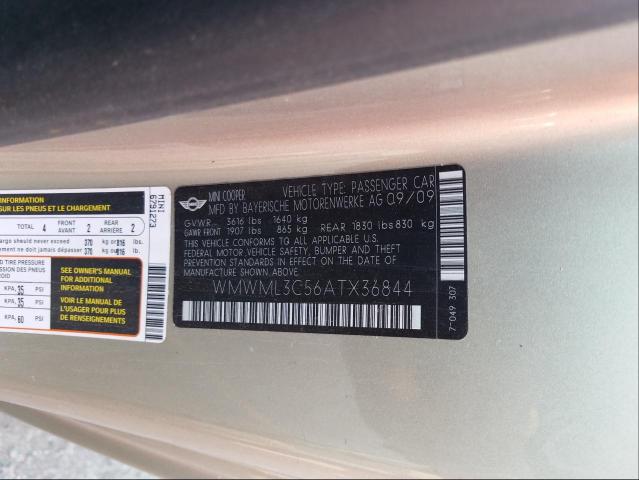 MINI COOPER VEHICLE TYPE: PASSENGER CAR
MFD BY BAYERISCHE MOTORENWERKE AG 09/09
GVWR 3616 lbs 1640 kg
GAWR FRONT 1907 lbs 865 kg REAR 1830 lbs 830 kg
THIS VEHICLE CONFORMS TO ALL APPLICABLE U.S.
FEDERAL MOTOR VEHICLE SAFETY, BUMPER AND THEFT
PREVENTION STANDARDS IN EFFECT ON THE DATE
OF MANUFACTURE SHOWN ABOVE.
WMWML3C56ATX36844
7-049 307
MINI
6791273
INFORMATION
SUR LES PNEUS ET LE CHARGEMENT
TOTAL 4 FRONT AVANT 2 REAR ARRIÈRE 2
cargo should never exceed 370 kg or 816 lbs.
ne doit jamais dépasser 370 kg ou 816 lb.
TIRE PRESSURE
DES PNEUS
FROID
KPA, 35 PSI
KPA, 35 PSI
KPA, 60 PSI
SEE OWNER'S MANUAL
FOR ADDITIONAL
INFORMATION
VOIR LE MANUEL
DE L'USAGER POUR
PLUS DE
RENSEIGNEMENTS